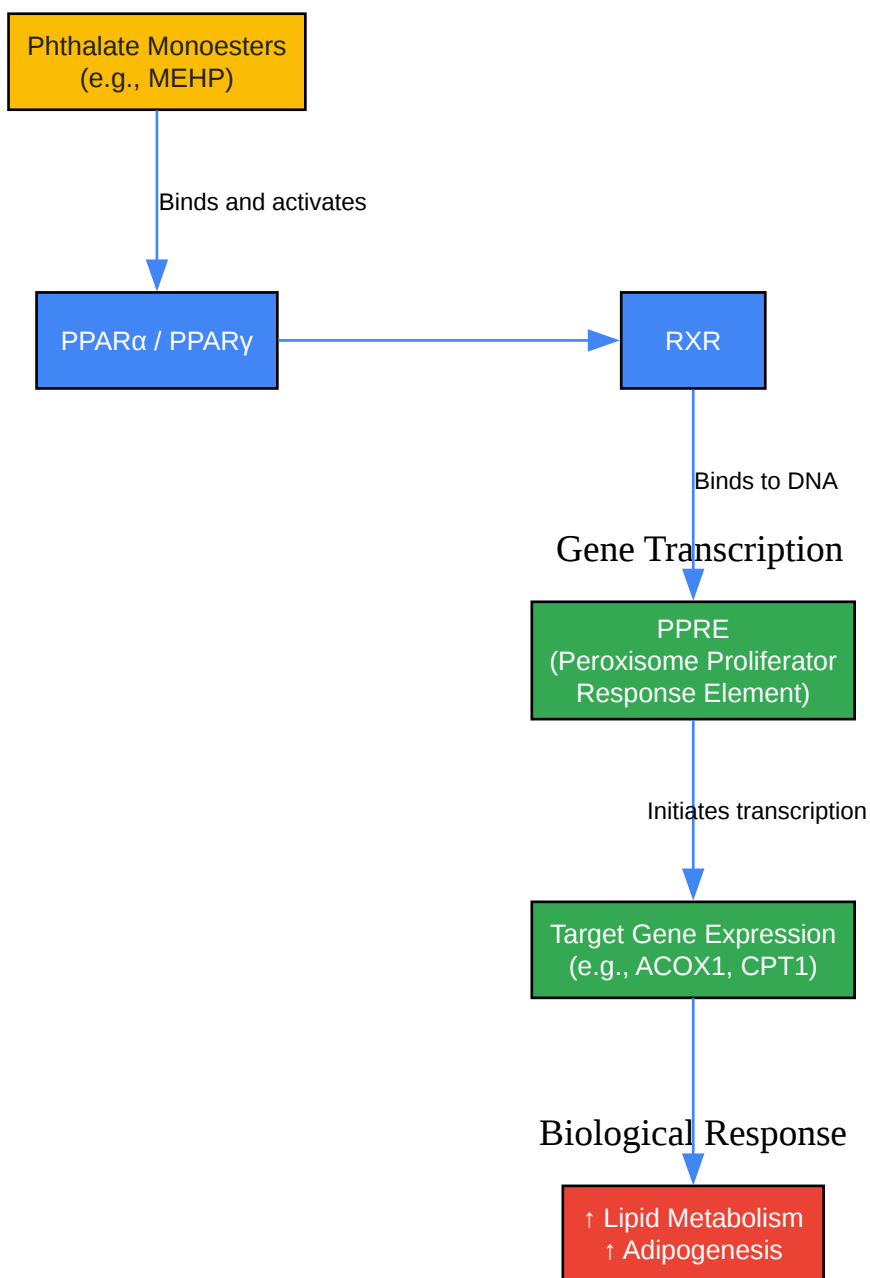 Phthalate Monoesters
(e.g., MEHP)
Binds and activates
PPARα / PPARγ
RXR
Binds to DNA
Gene Transcription
PPRE
(Peroxisome Proliferator
Response Element)
Initiates transcription
Target Gene Expression
(e.g., ACOX1, CPT1)
Biological Response
↑ Lipid Metabolism
↑ Adipogenesis